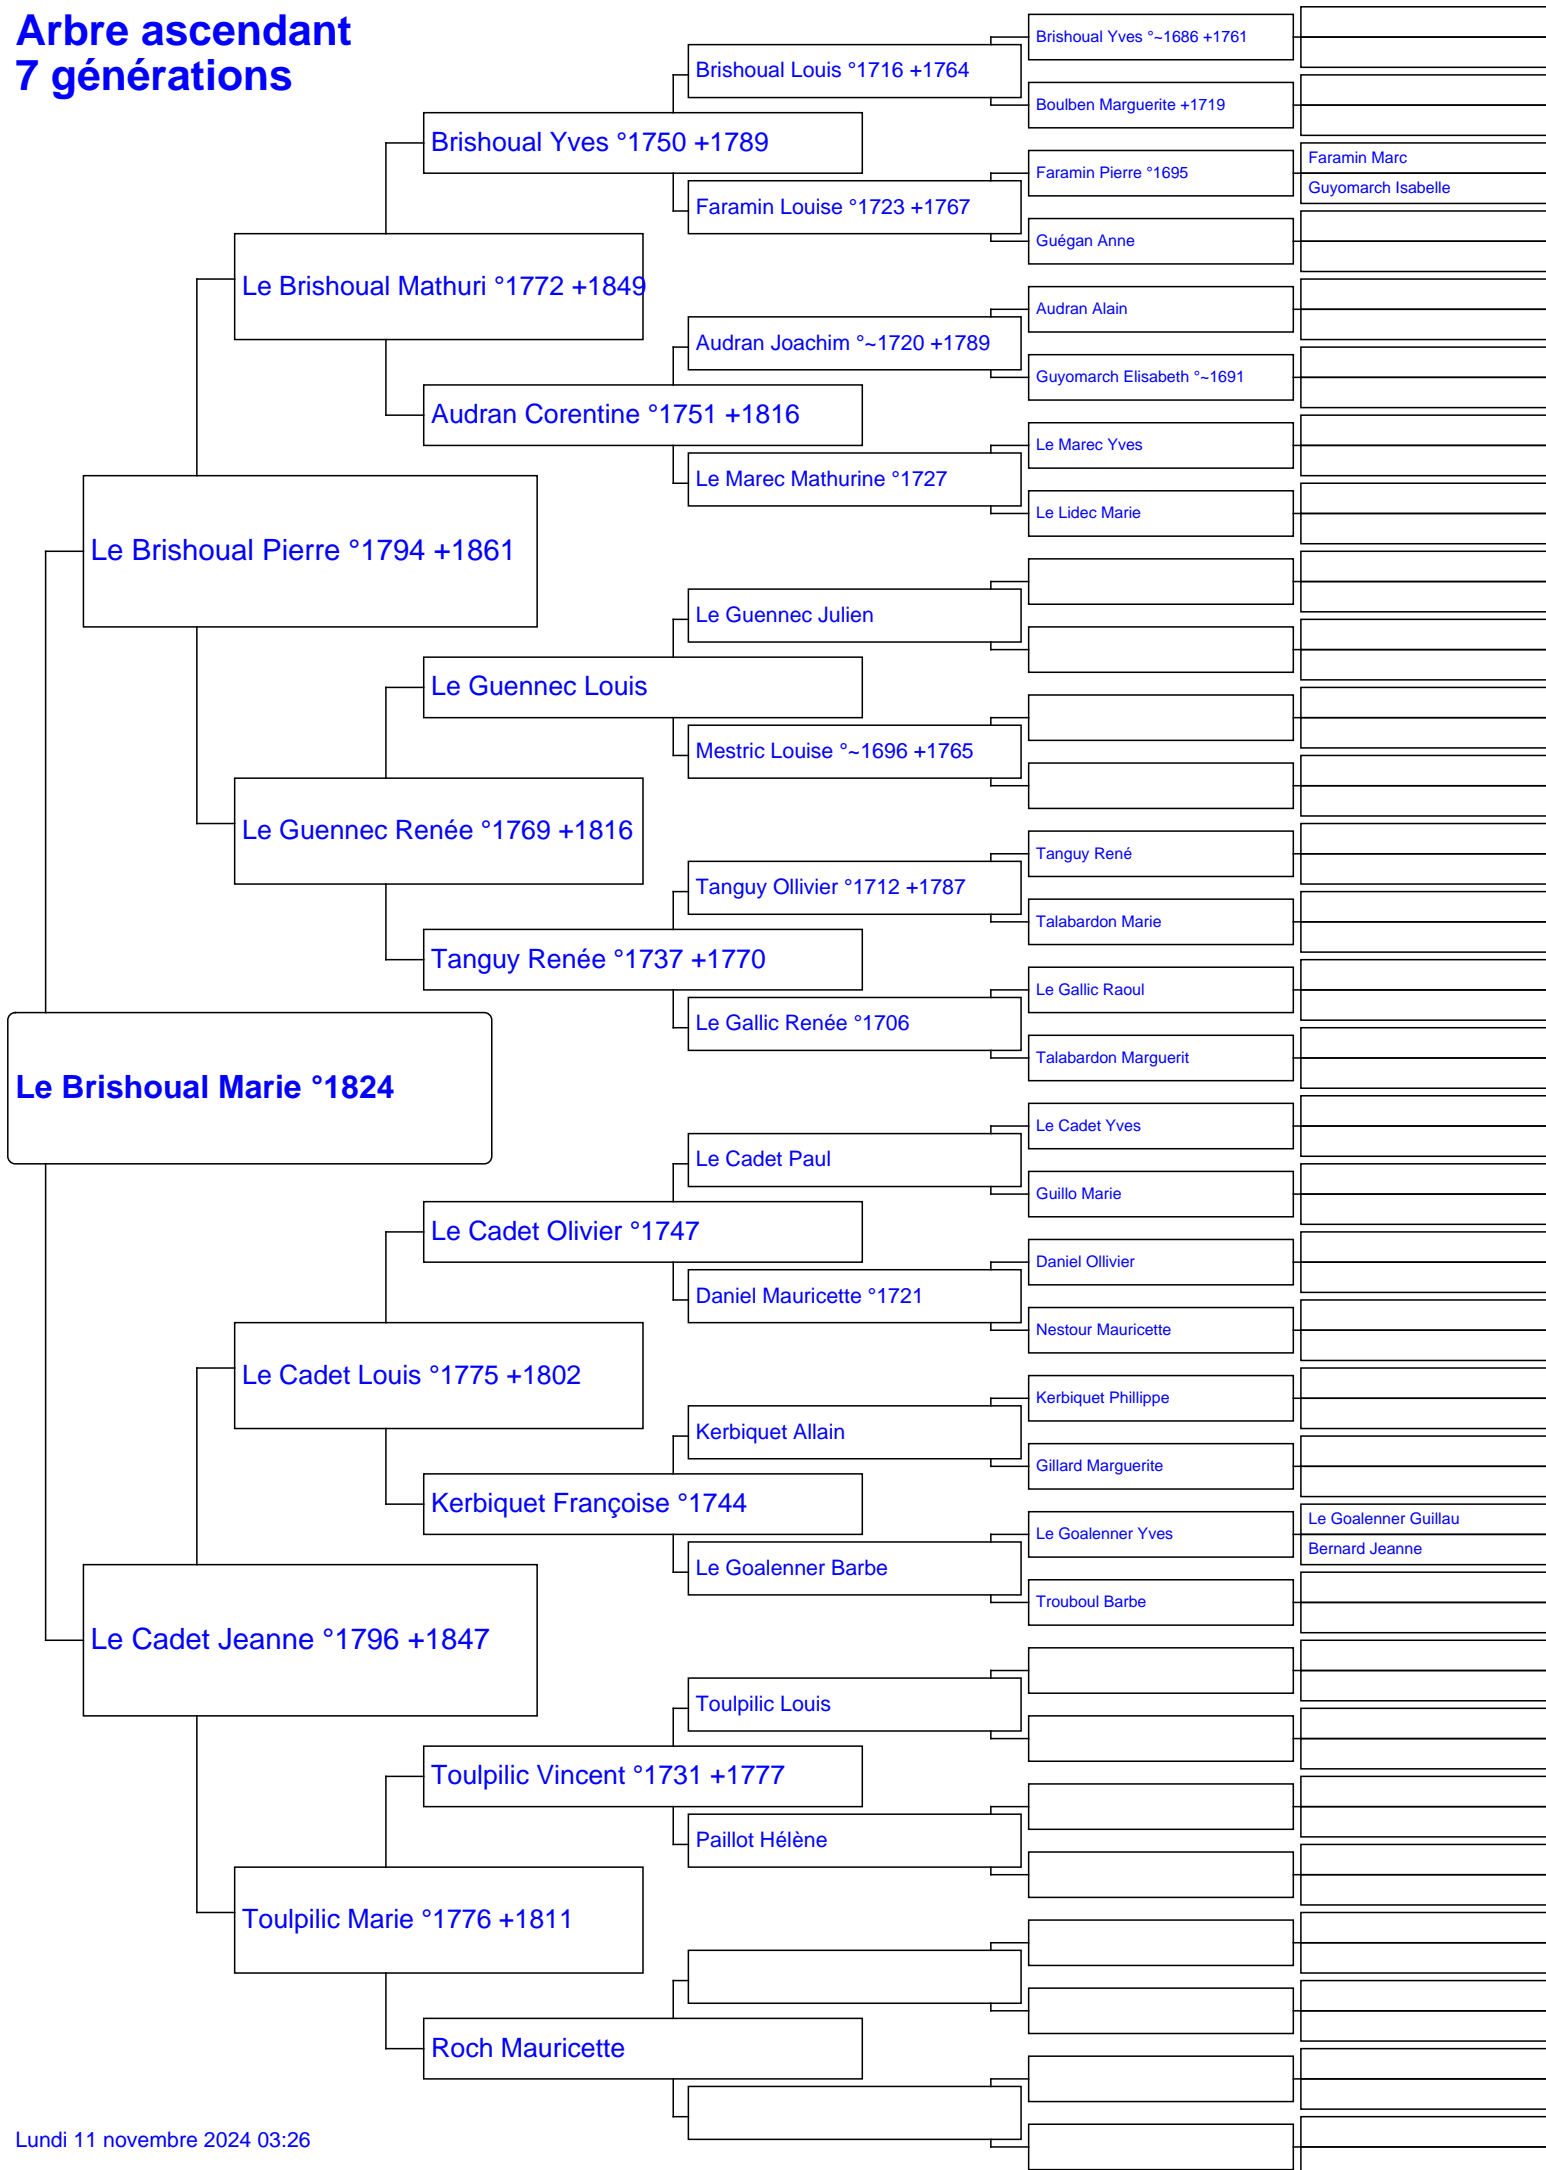 Arbre ascendant
7 générations
Brishoual Yves °~1686 +1761
Brishoual Louis °1716 +1764
Boulben Marguerite +1719
Brishoual Yves °1750 +1789
Faramin Marc
Faramin Pierre °1695
Guyomarch Isabelle
Faramin Louise °1723 +1767
Guégan Anne
Le Brishoual Mathuri °1772 +1849
Audran Alain
Audran Joachim °~1720 +1789
Guyomarch Elisabeth °~1691
Audran Corentine °1751 +1816
Le Marec Yves
Le Marec Mathurine °1727
Le Lidec Marie
Le Brishoual Pierre °1794 +1861
Le Guennec Julien
Le Guennec Louis
Mestric Louise °~1696 +1765
Le Guennec Renée °1769 +1816
Tanguy René
Tanguy Ollivier °1712 +1787
Talabardon Marie
Tanguy Renée °1737 +1770
Le Gallic Raoul
Le Gallic Renée °1706
Talabardon Marguerit
Le Brishoual Marie °1824
Le Cadet Yves
Le Cadet Paul
Guillo Marie
Le Cadet Olivier °1747
Daniel Ollivier
Daniel Mauricette °1721
Nestour Mauricette
Le Cadet Louis °1775 +1802
Kerbiquet Phillippe
Kerbiquet Allain
Gillard Marguerite
Kerbiquet Françoise °1744
Le Goalenner Guillau
Le Goalenner Yves
Bernard Jeanne
Le Goalenner Barbe
Trouboul Barbe
Le Cadet Jeanne °1796 +1847
Toulpilic Louis
Toulpilic Vincent °1731 +1777
Paillot Hélène
Toulpilic Marie °1776 +1811
Roch Mauricette
Lundi 11 novembre 2024 03:26